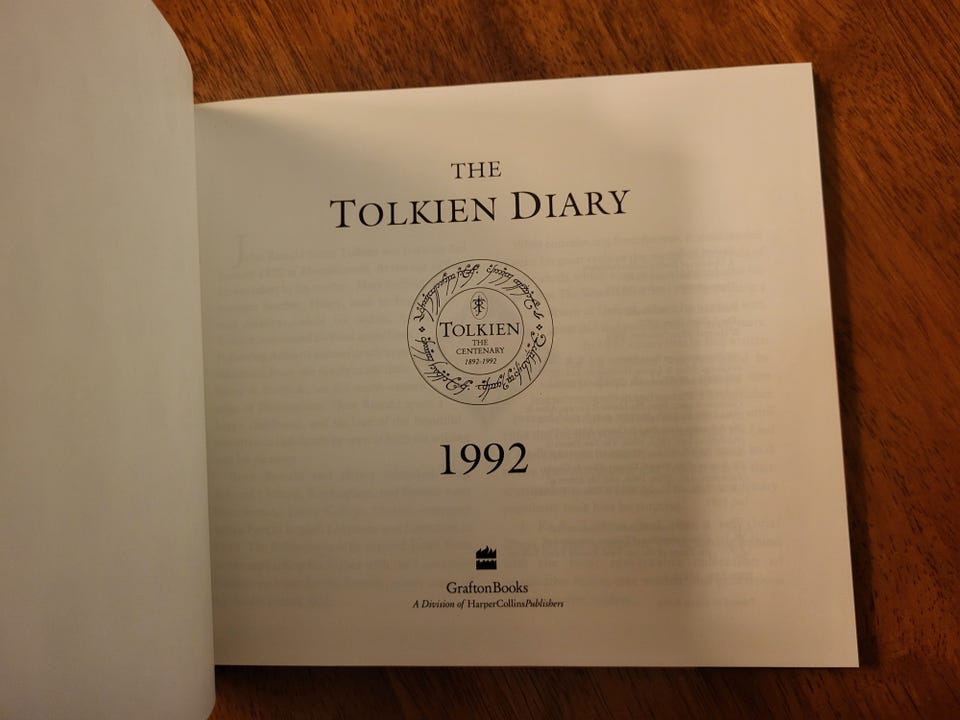 THE
TOLKIEN DIARY
TOLKIEN
THE
CENTENARY
1892-1992
1992
GraftonBooks
A Division of HarperCollinsPublishers